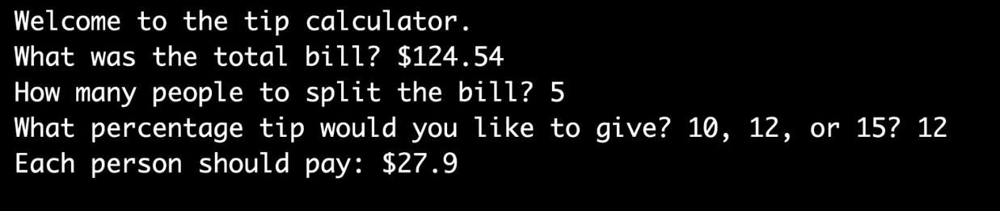 Welcome to the tip calculator.
What was the total bill? $124.54
How many people to split the bill? 5
What percentage tip would you like to give? 10, 12, or 15? 12
Each person should pay: $27.9